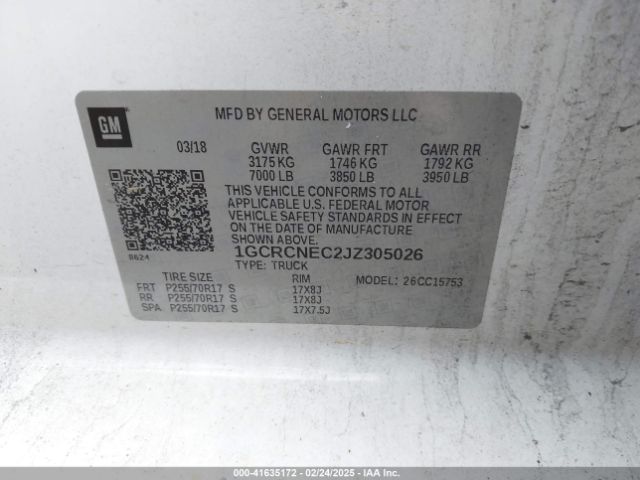 GM
MFD BY GENERAL MOTORS LLC
03/18 GVWR GAWR FRT GAWR RR
3175 KG 1746 KG 1792 KG
7000 LB 3850 LB 3950 LB
THIS VEHICLE CONFORMS TO ALL
APPLICABLE U.S. FEDERAL MOTOR
VEHICLE SAFETY STANDARDS IN EFFECT
ON THE DATE OF MANUFACTURE
SHOWN ABOVE.
8624 1GCRCNEC2JZ305026
TYPE: TRUCK
TIRE SIZE RIM MODEL: 26CC15753
FRT P255/70R17 S 17X8J
RR P255/70R17 S 17X8J
SPA P255/70R17 S 17X7.5J
000-41635172 - 02/24/2025 - IAA Inc.